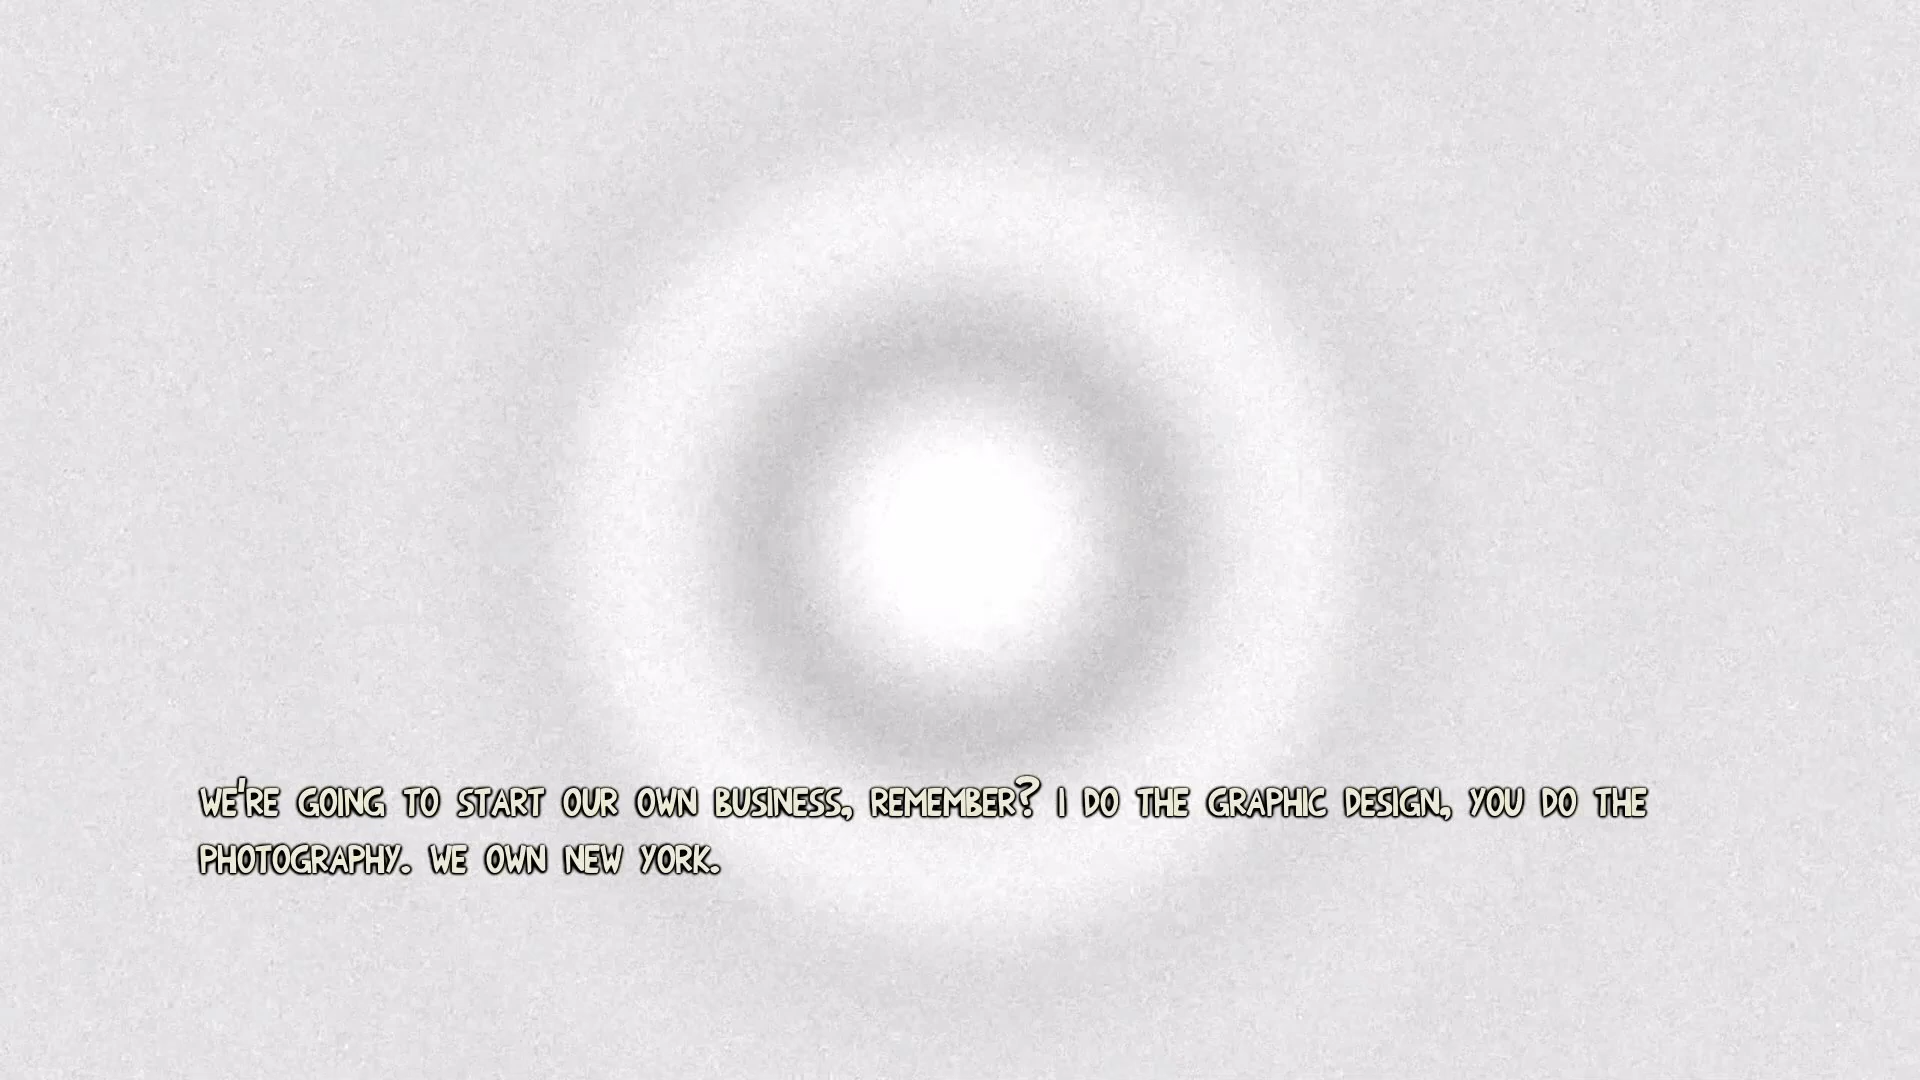 WE'RE GOING TO START OUR OWN BUSINESS, REMEMBER? I DO THE GRAPHIC DESIGN, YOU DO THE
PHOTOGRAPHY. WE OWN NEW YORK.